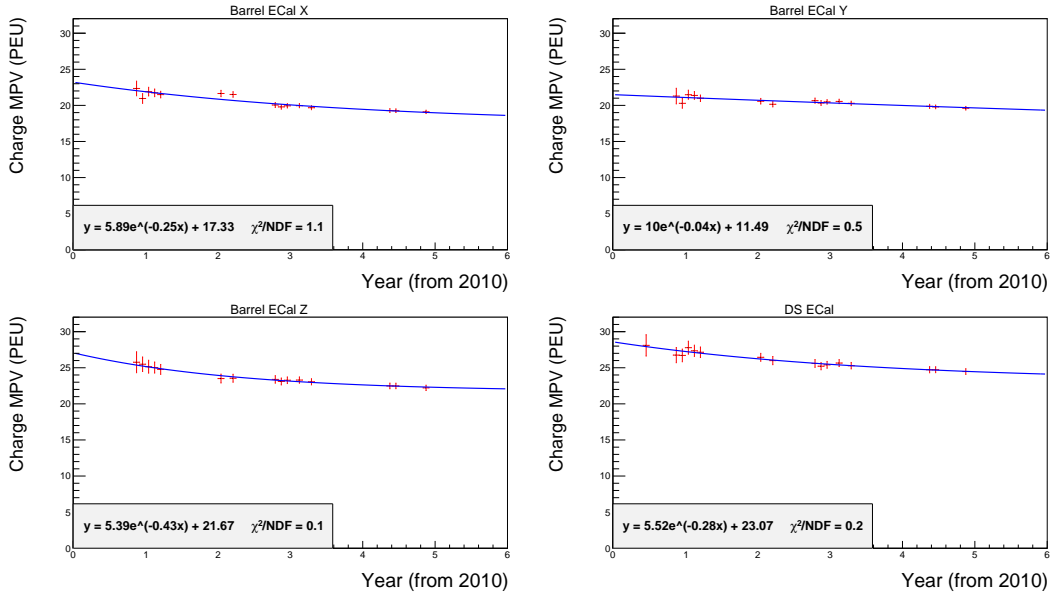 Barrel ECal X
Charge MPV (PEU)
30
25
20
15
10
5
0
y = 5.89e^(-0.25x) + 17.33 χ²/NDF = 1.1
0 1 2 3 4 5 6
Year (from 2010)
Barrel ECal Y
Charge MPV (PEU)
30
25
20
15
10
5
0
y = 10e^(-0.04x) + 11.49 χ²/NDF = 0.5
0 1 2 3 4 5 6
Year (from 2010)
Barrel ECal Z
Charge MPV (PEU)
30
25
20
15
10
5
0
y = 5.39e^(-0.43x) + 21.67 χ²/NDF = 0.1
0 1 2 3 4 5 6
Year (from 2010)
DS ECal
Charge MPV (PEU)
30
25
20
15
10
5
0
y = 5.52e^(-0.28x) + 23.07 χ²/NDF = 0.2
0 1 2 3 4 5 6
Year (from 2010)